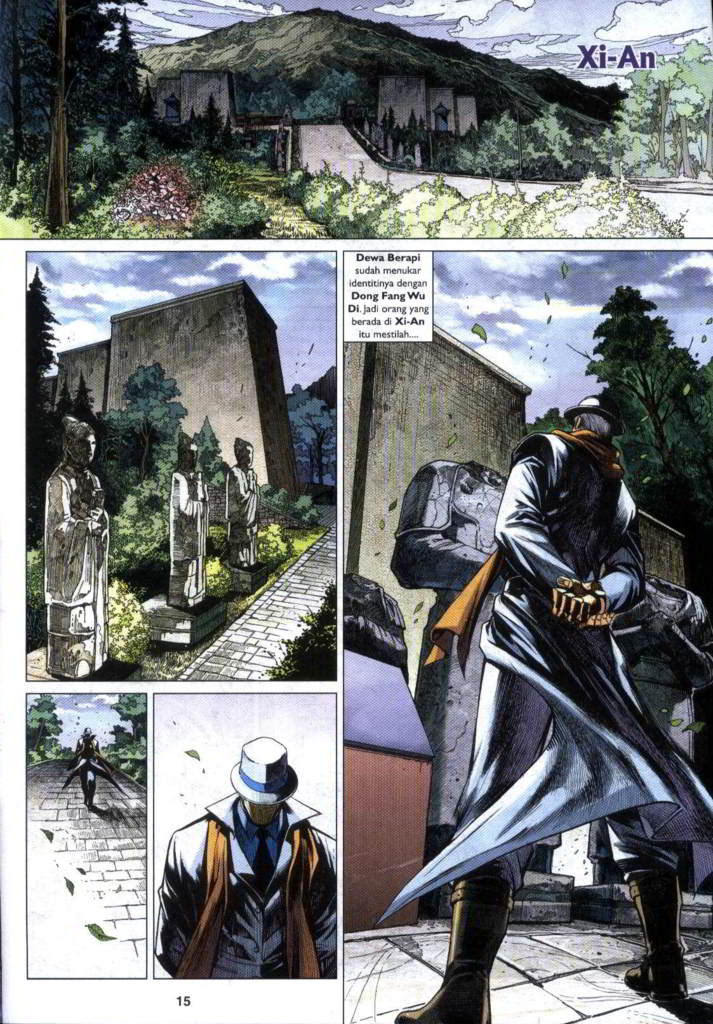 Xi-An
Dewa Berapi
sudah menukar
identitinya dengan
Dong Fang Wu
Di. Jadi orang yang
berada di Xi-An
itu mestilah....
15